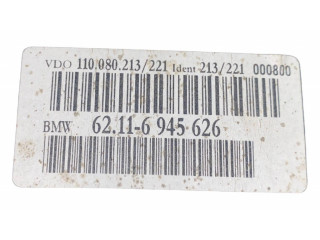 VDO 110.080.213/221 Ident 213/221 000800
BMW 62.11-6 945 626